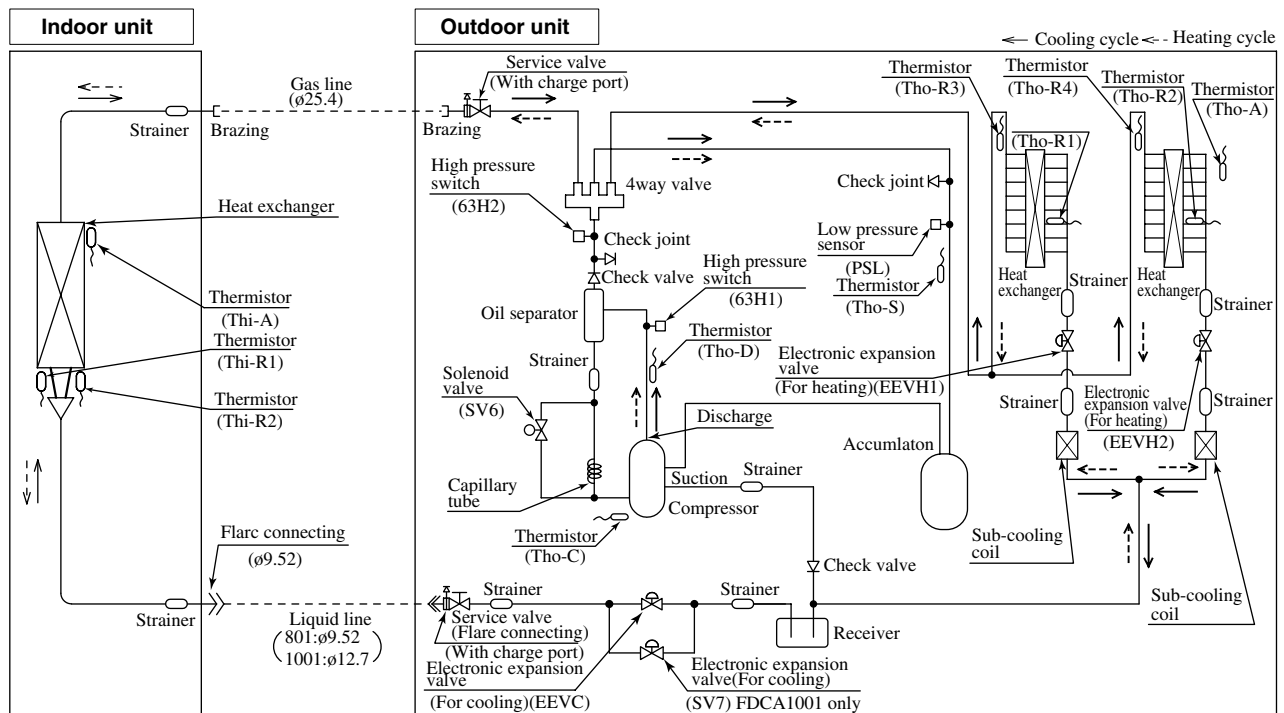 Indoor unit
Outdoor unit
Cooling cycle
Heating cycle
Gas line
(ø25.4)
Service valve
(With charge port)
Thermistor
(Tho-R3)
Thermistor
(Tho-R4)
Thermistor
(Tho-R2)
Thermistor
(Tho-A)
Strainer
Brazing
Brazing
(Tho-R1)
High pressure
switch
(63H2)
4way valve
Check joint
Heat exchanger
Check joint
Low pressure
sensor
(PSL)
Check valve
High pressure
switch
(63H1)
Thermistor
(Tho-S)
Heat
exchanger
Strainer
Heat
exchanger
Strainer
Thermistor
(Thi-A)
Oil separator
Thermistor
(Thi-R1)
Thermistor
(Tho-D)
Strainer
Electronic expansion
valve
(For heating)(EEVH1)
Solenoid
valve
(SV6)
Thermistor
(Thi-R2)
Strainer
Electronic
expansion valve
(For heating)
(EEVH2)
Strainer
Discharge
Accumlaton
Capillary
tube
Suction
Strainer
Compressor
Flarc connecting
(ø9.52)
Thermistor
(Tho-C)
Sub-cooling
coil
Check valve
Strainer
Liquid line
(801:ø9.52
1001:ø12.7)
Strainer
Service valve
(Flare connecting)
(With charge port)
Strainer
Receiver
Sub-cooling
coil
Electronic expansion
valve
(For cooling)(EEVC)
Electronic expansion
valve(For cooling)
(SV7) FDCA1001 only